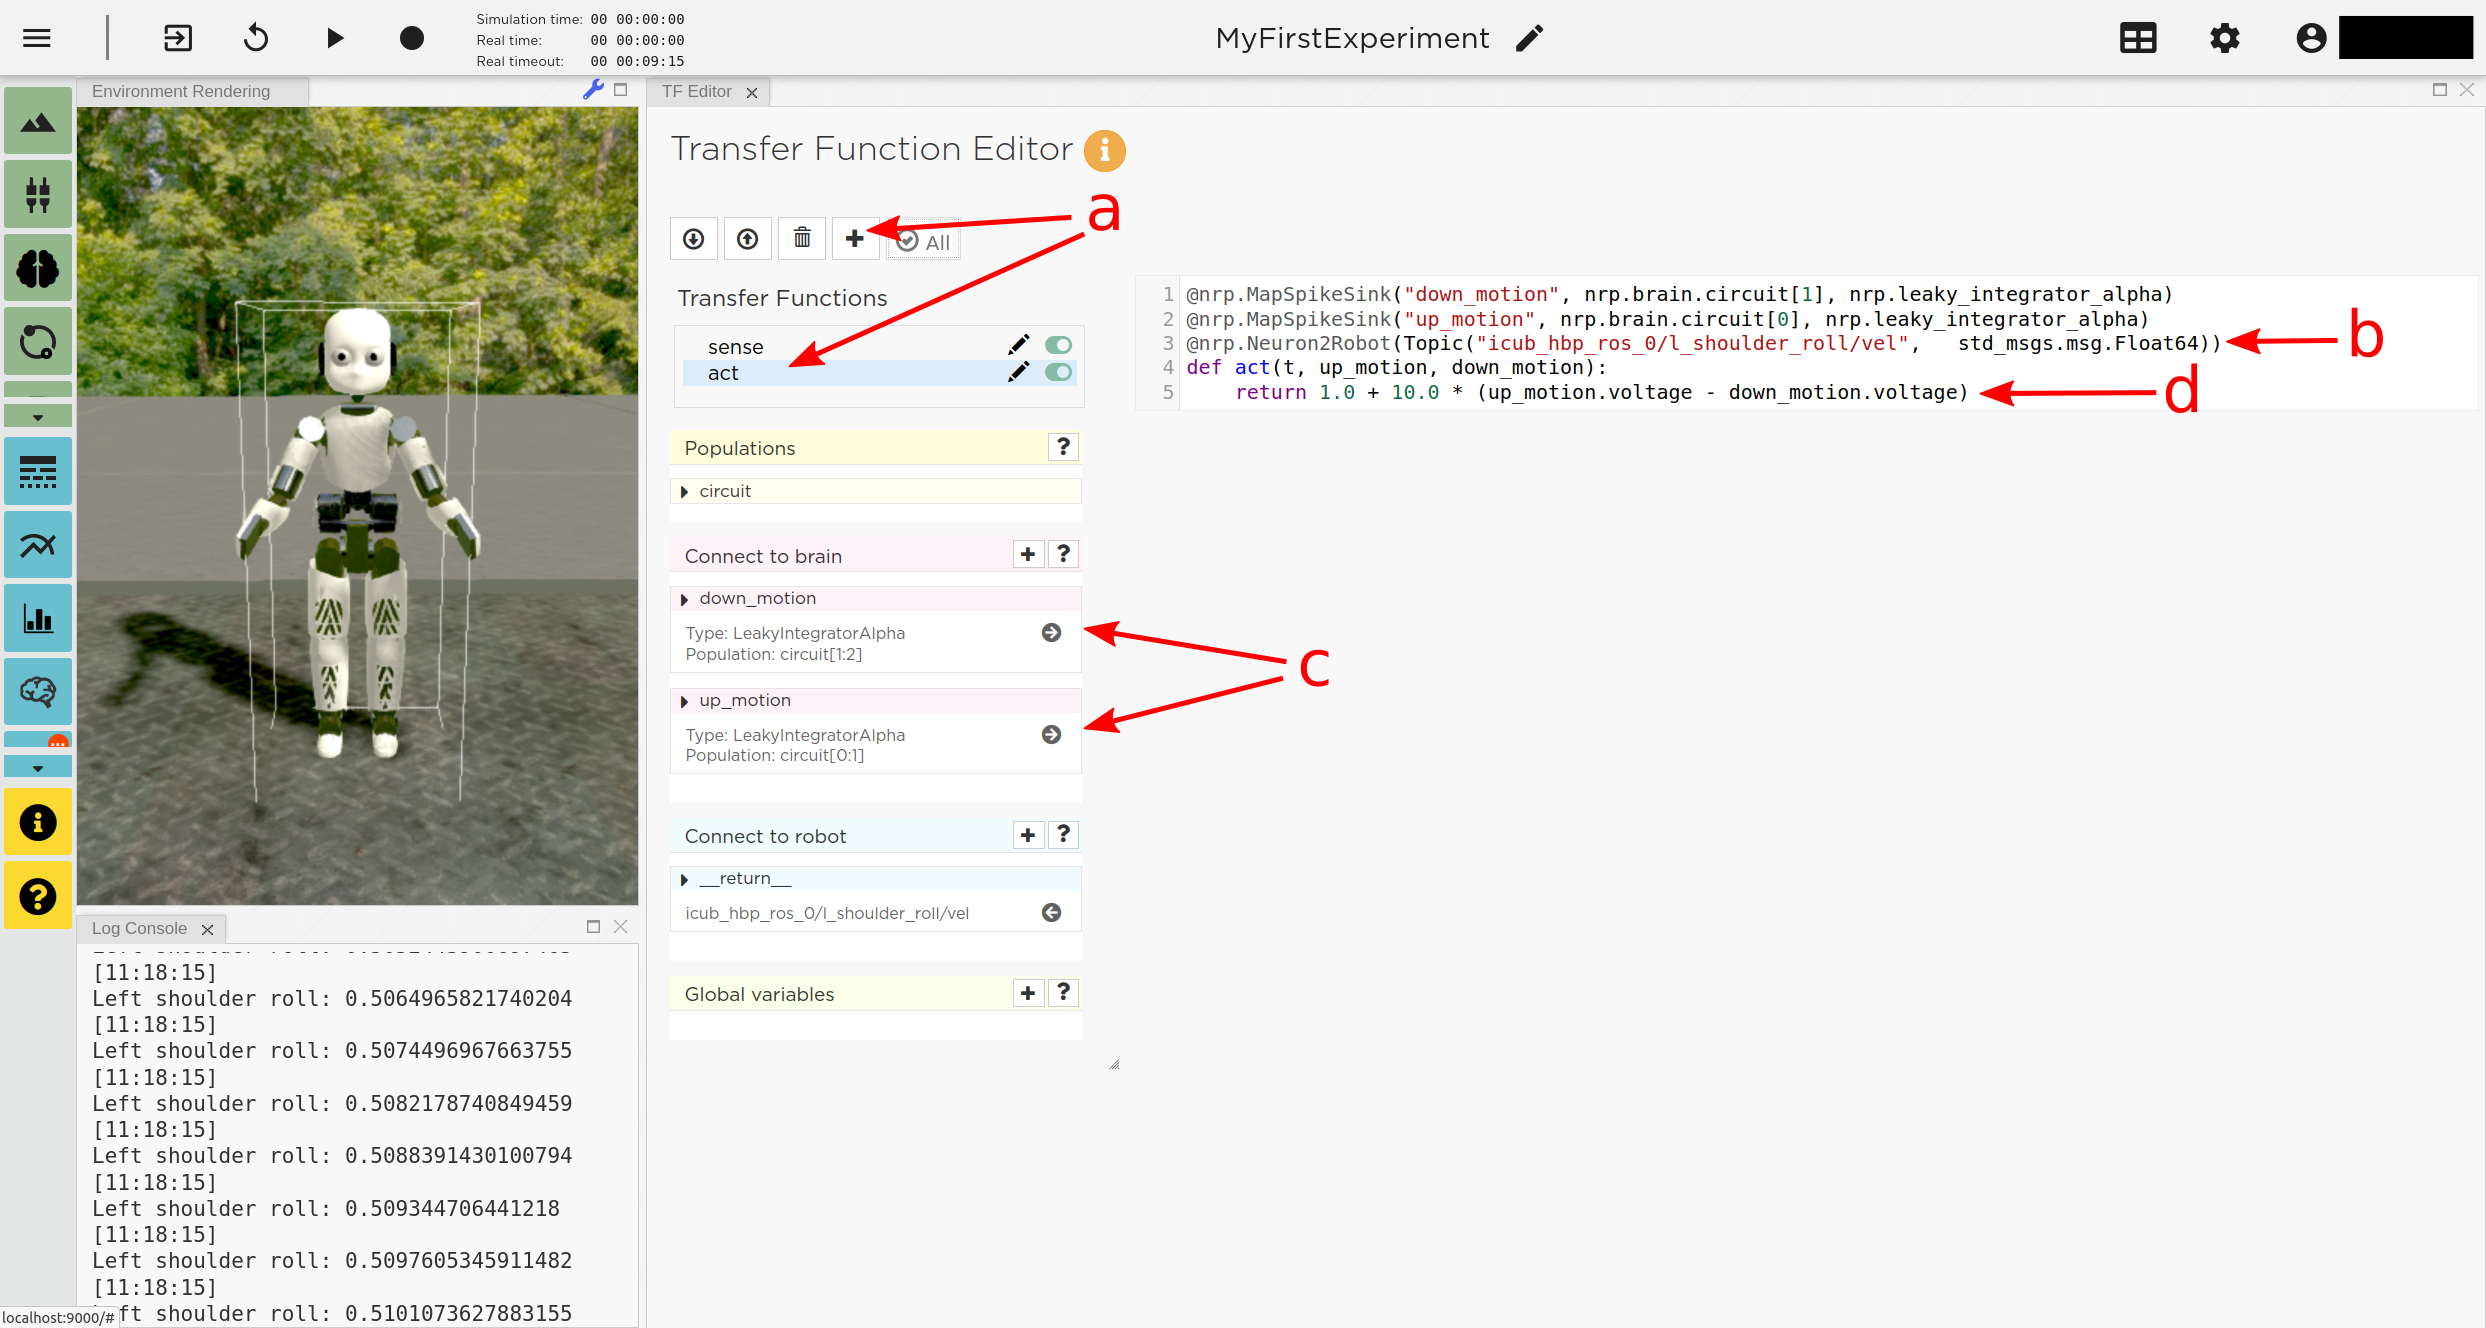 Simulation time: 00 00:00:00
Real time: 00 00:00:00
Real timeout: 00 00:09:15
MyFirstExperiment
Environment Rendering
TF Editor
Transfer Function Editor
a
All
Transfer Functions
sense
act
1 @nrp.MapSpikeSink("down_motion", nrp.brain.circuit[1], nrp.leaky_integrator_alpha)
2 @nrp.MapSpikeSink("up_motion", nrp.brain.circuit[0], nrp.leaky_integrator_alpha)
3 @nrp.Neuron2Robot(Topic("icub_hbp_ros_0/l_shoulder_roll/vel",   std_msgs.msg.Float64))
4 def act(t, up_motion, down_motion):
5     return 1.0 + 10.0 * (up_motion.voltage - down_motion.voltage)
b
d
Populations ?
circuit
Connect to brain + ?
down_motion
Type: LeakyIntegratorAlpha
Population: circuit[1:2]
c
up_motion
Type: LeakyIntegratorAlpha
Population: circuit[0:1]
Connect to robot + ?
__return__
icub_hbp_ros_0/l_shoulder_roll/vel
Global variables + ?
Log Console
[11:18:15]
Left shoulder roll: 0.5064965821740204
[11:18:15]
Left shoulder roll: 0.5074496967663755
[11:18:15]
Left shoulder roll: 0.5082178740849459
[11:18:15]
Left shoulder roll: 0.5088391430100794
[11:18:15]
Left shoulder roll: 0.509344706441218
[11:18:15]
Left shoulder roll: 0.5097605345911482
[11:18:15]
shoulder roll: 0.5101073627883155
localhost:9000/#